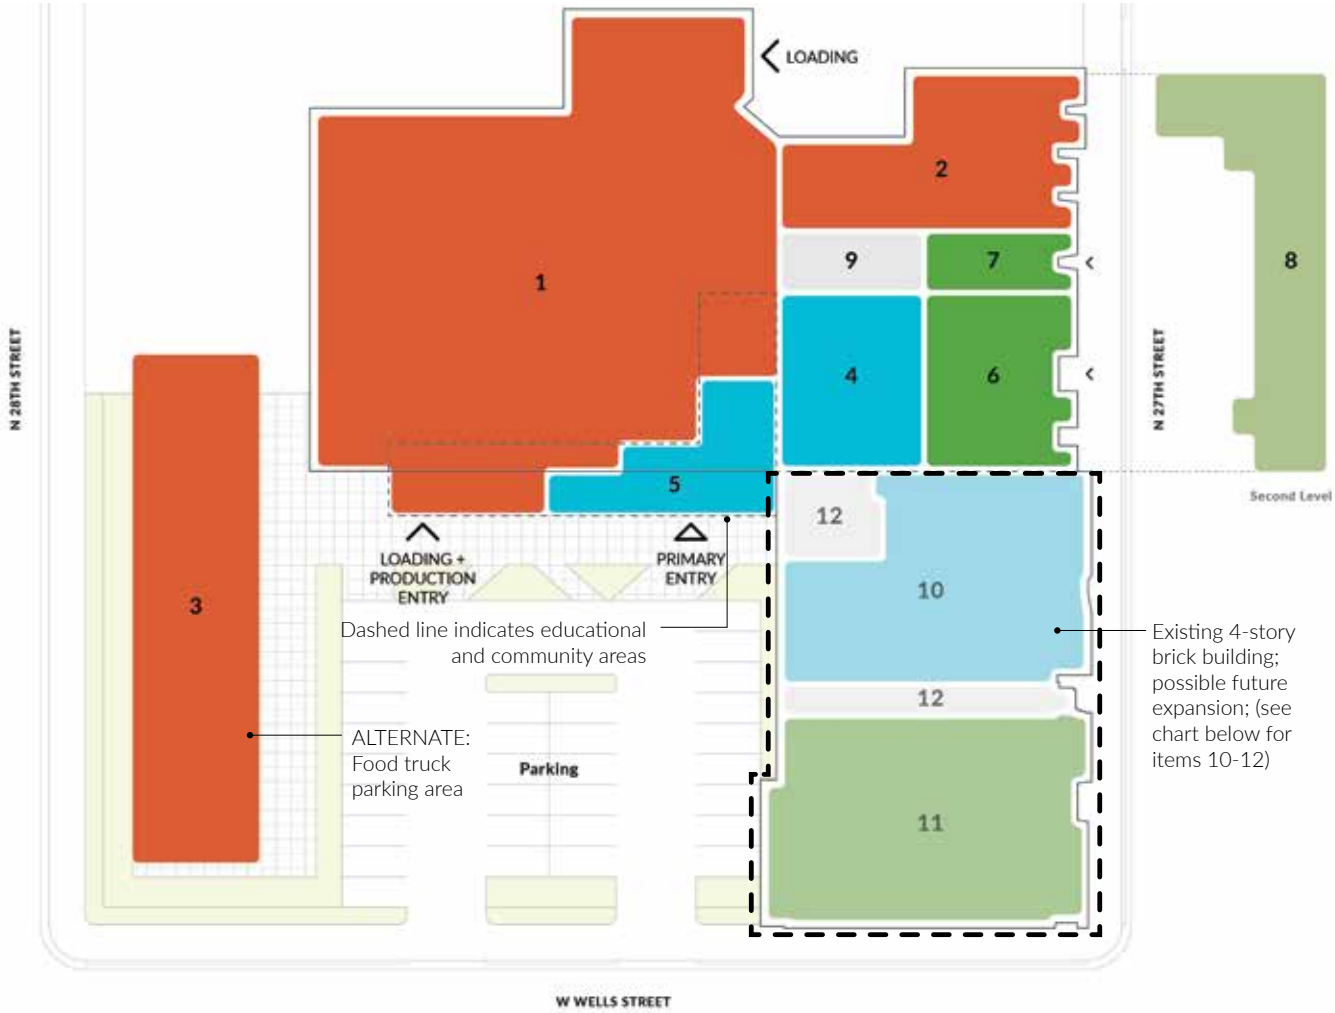 LOADING
2
9
7
8
1
4
6
N 28TH STREET
N 27TH STREET
5
Second Level
12
LOADING +
PRODUCTION
ENTRY
PRIMARY
ENTRY
10
3
Dashed line indicates educational
and community areas
Existing 4-story
brick building;
possible future
expansion; (see
chart below for
items 10-12)
12
ALTERNATE:
Food truck
parking area
Parking
11
W WELLS STREET